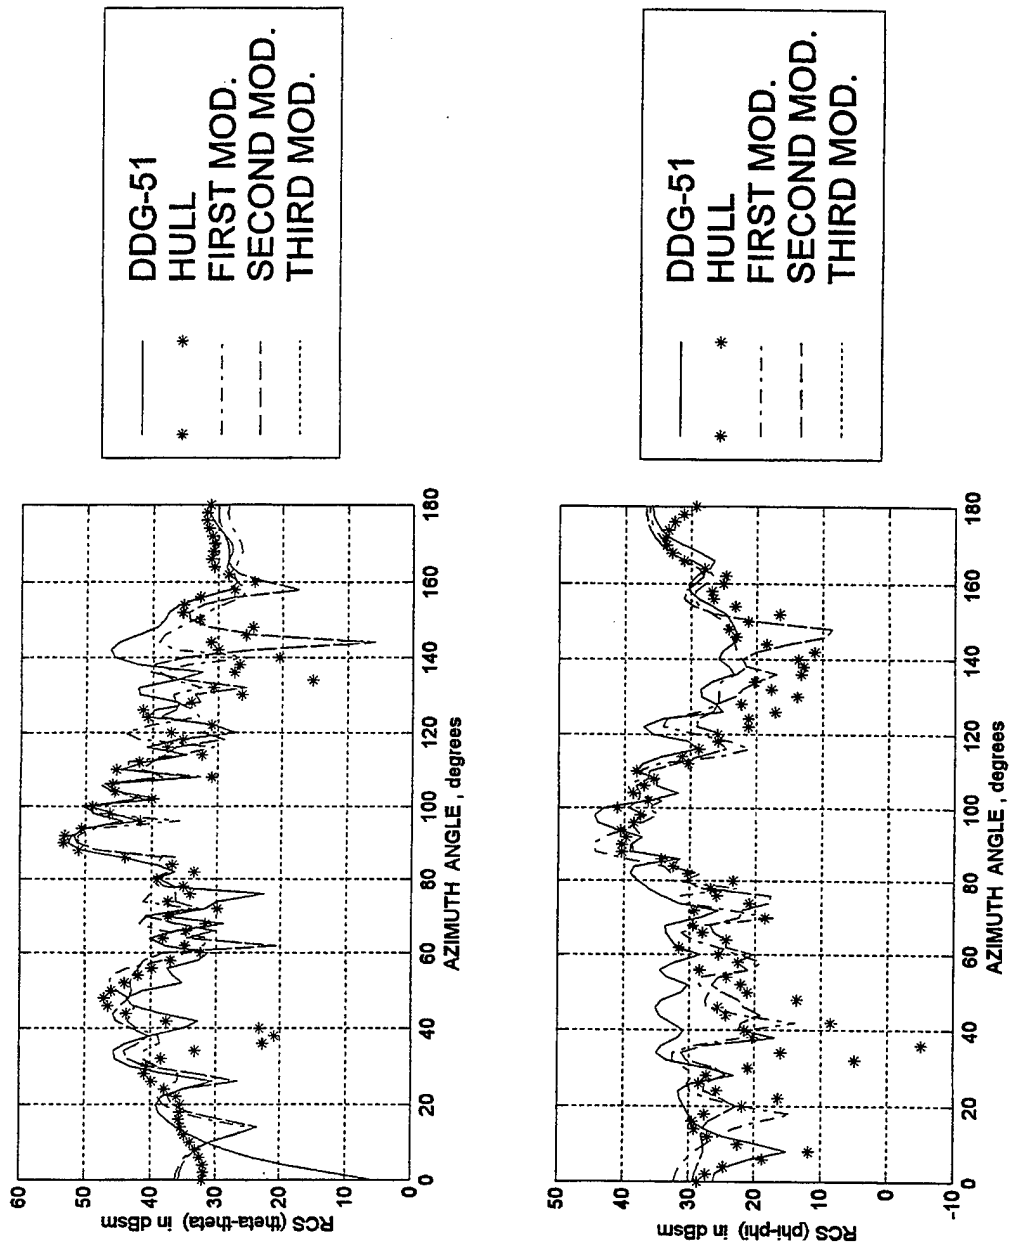 DDG-51
HULL
FIRST MOD.
SECOND MOD.
THIRD MOD.
RCS (theta-theta) in dBsm
60
50
40
30
20
10
0
0
20
40
60
80
100
120
140
160
180
AZIMUTH ANGLE , degrees
DDG-51
HULL
FIRST MOD.
SECOND MOD.
THIRD MOD.
RCS (phi-phi) in dBsm
50
40
30
20
10
0
-10
0
20
40
60
80
100
120
140
160
180
AZIMUTH ANGLE , degrees